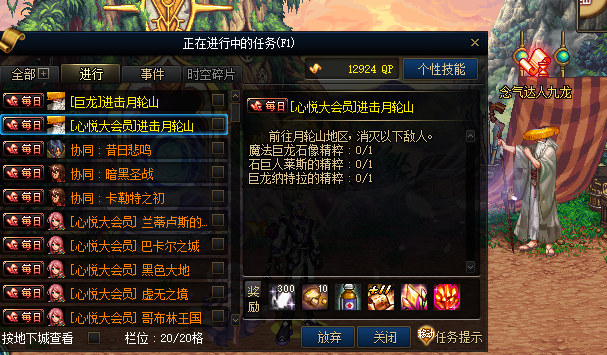 正在进行中的任务(F1)
全部
进行
事件
时空碎片
12924 QP
个性技能
念气达人九龙
每日 [巨龙]进击月轮山
每日 [心悦大会员]进击月轮山
协同：昔日悲鸣
每日 协同：暗黑圣战
协同：卡勒特之初
每日 [心悦大会员] 兰蒂卢斯的...
每日 [心悦大会员] 巴卡尔之城
每日 [心悦大会员] 黑色大地
每日 [心悦大会员] 虚无之境
每日 [心悦大会员] 哥布林王国
每日 [心悦大会员]进击月轮山
前往月轮山地区，消灭以下敌人。
魔法巨龙石像的精粹：0/1
石巨人莱斯的精粹：0/1
巨龙纳特拉的精粹：0/1
奖励
300
10
按地下城查看
栏位：20/20格
放弃
关闭
移动
任务提示